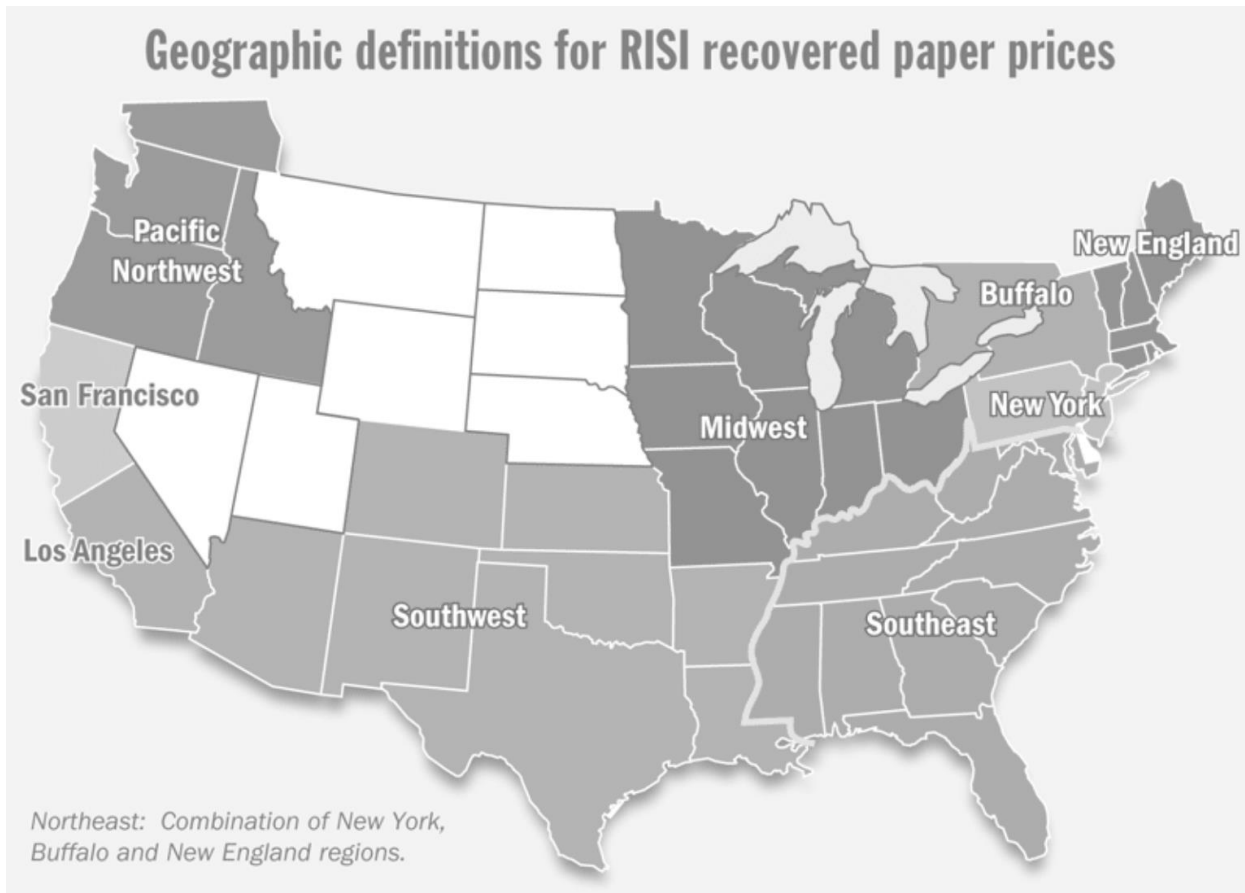 Geographic definitions for RISI recovered paper prices
Pacific
Northwest
New England
Buffalo
San Francisco
New York
Midwest
Los Angeles
Southwest
Southeast
Northeast: Combination of New York,
Buffalo and New England regions.